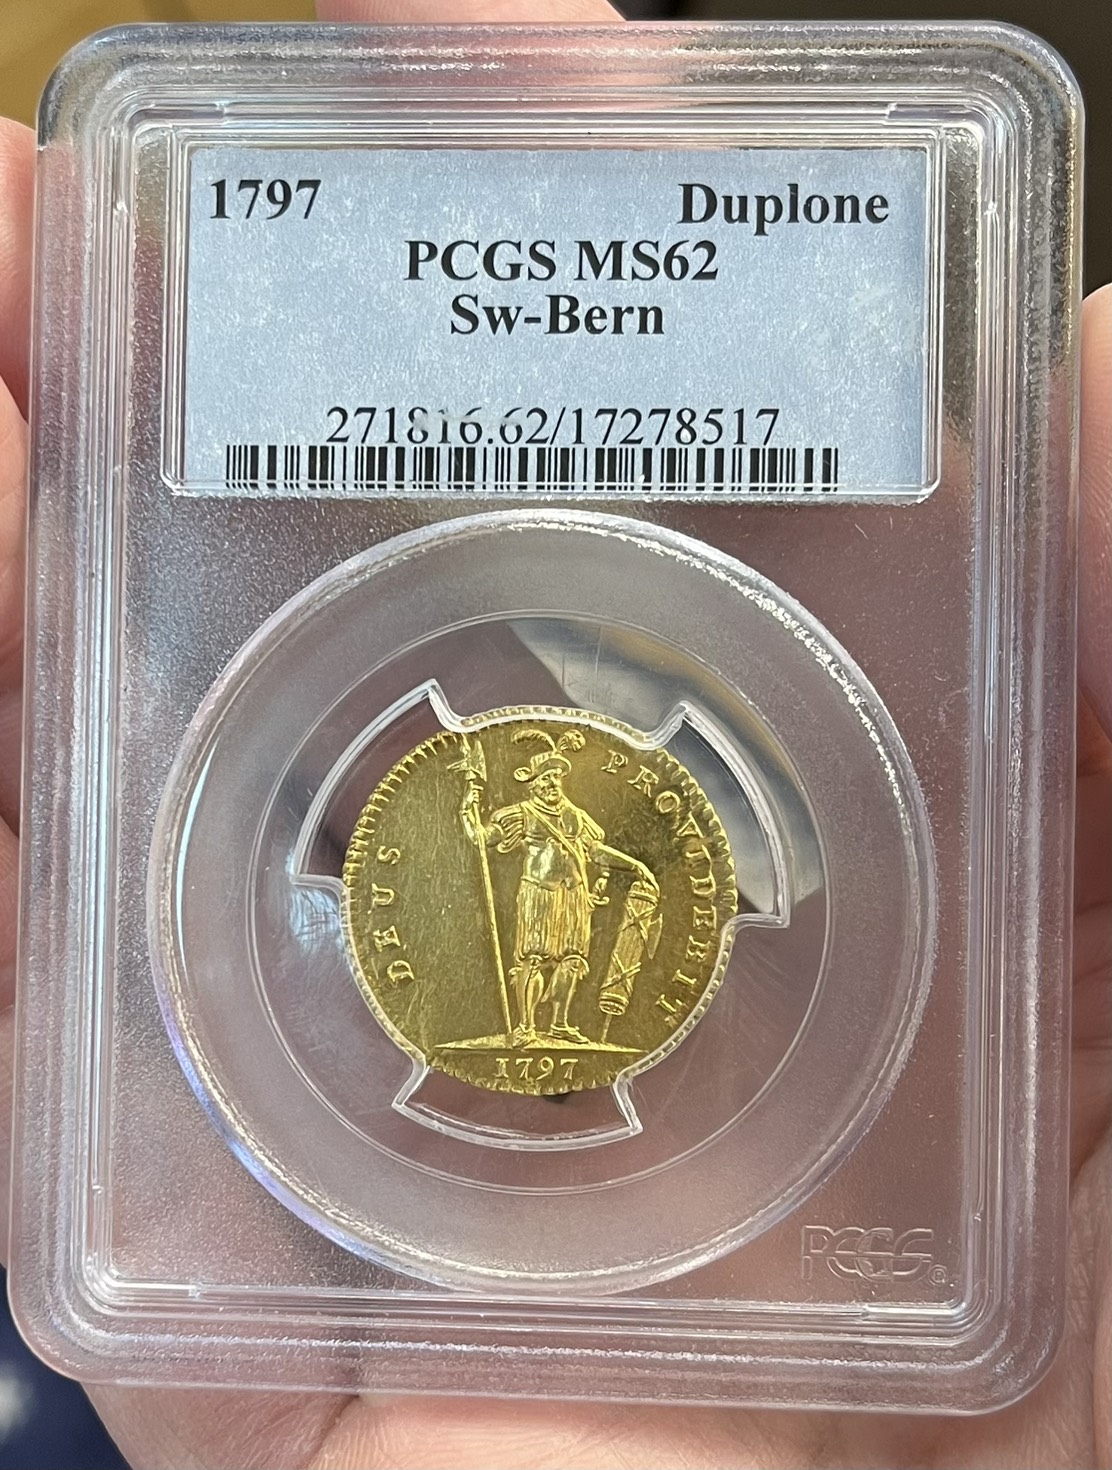 1797 Duplone
PCGS MS62
Sw-Bern
271816.62/17278517
DEUS PROVIDEBIT
1797
PCGS